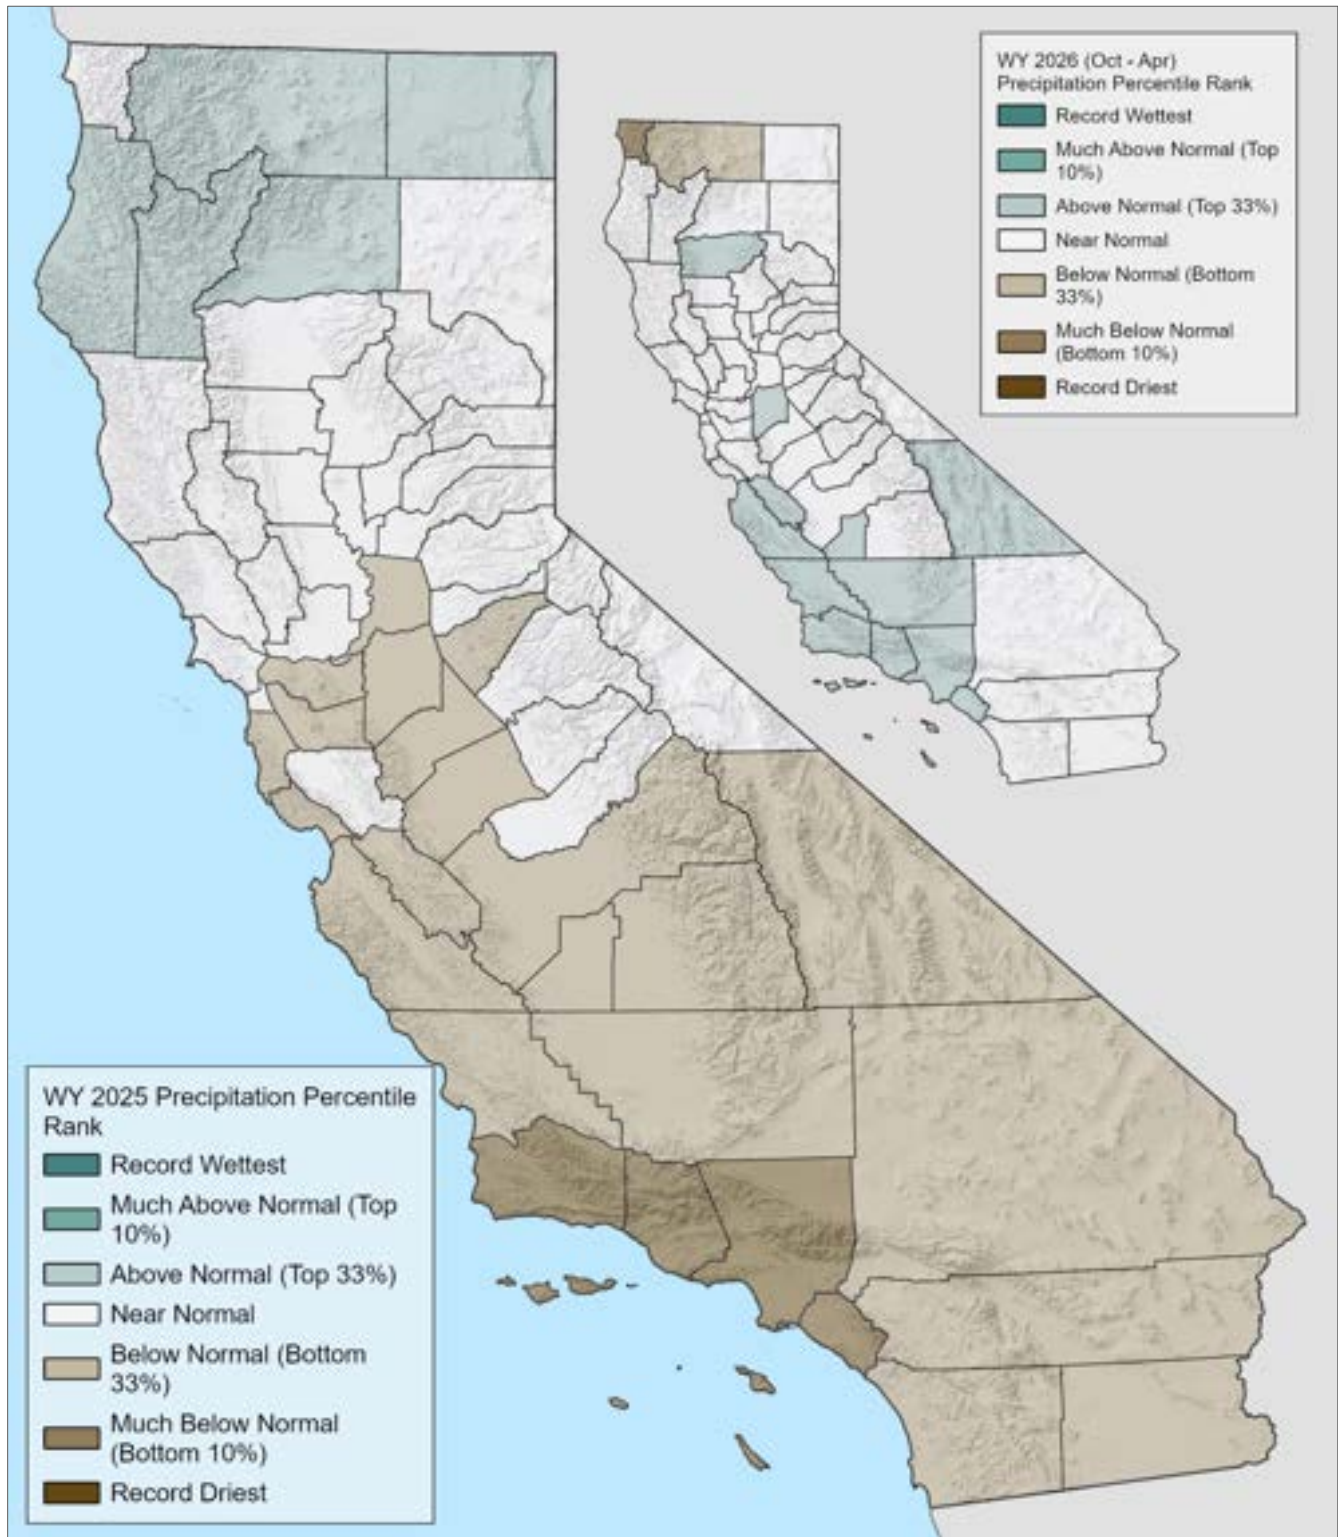 WY 2026 (Oct - Apr)
Precipitation Percentile Rank
Record Wettest
Much Above Normal (Top
10%)
Above Normal (Top 33%)
Near Normal
Below Normal (Bottom
33%)
Much Below Normal
(Bottom 10%)
Record Driest
WY 2025 Precipitation Percentile
Rank
Record Wettest
Much Above Normal (Top
10%)
Above Normal (Top 33%)
Near Normal
Below Normal (Bottom
33%)
Much Below Normal
(Bottom 10%)
Record Driest